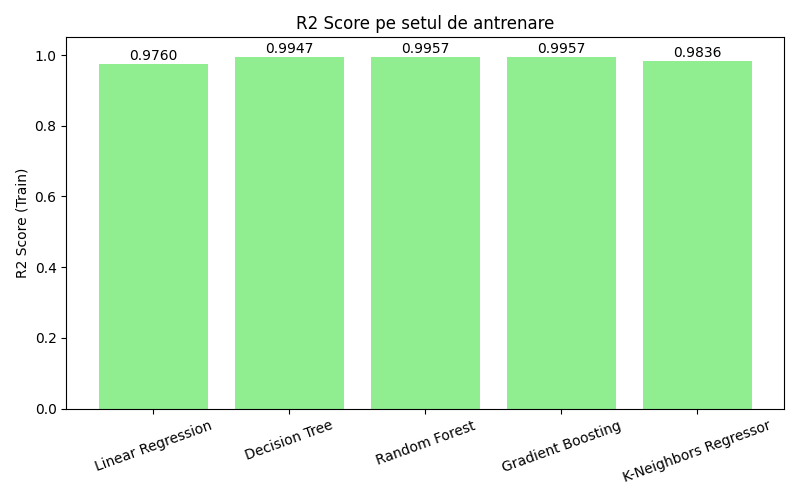 R2 Score pe setul de antrenare
0.9760
0.9947
0.9957
0.9957
0.9836
R2 Score (Train)
1.0
0.8
0.6
0.4
0.2
0.0
Linear Regression
Decision Tree
Random Forest
Gradient Boosting
K-Neighbors Regressor